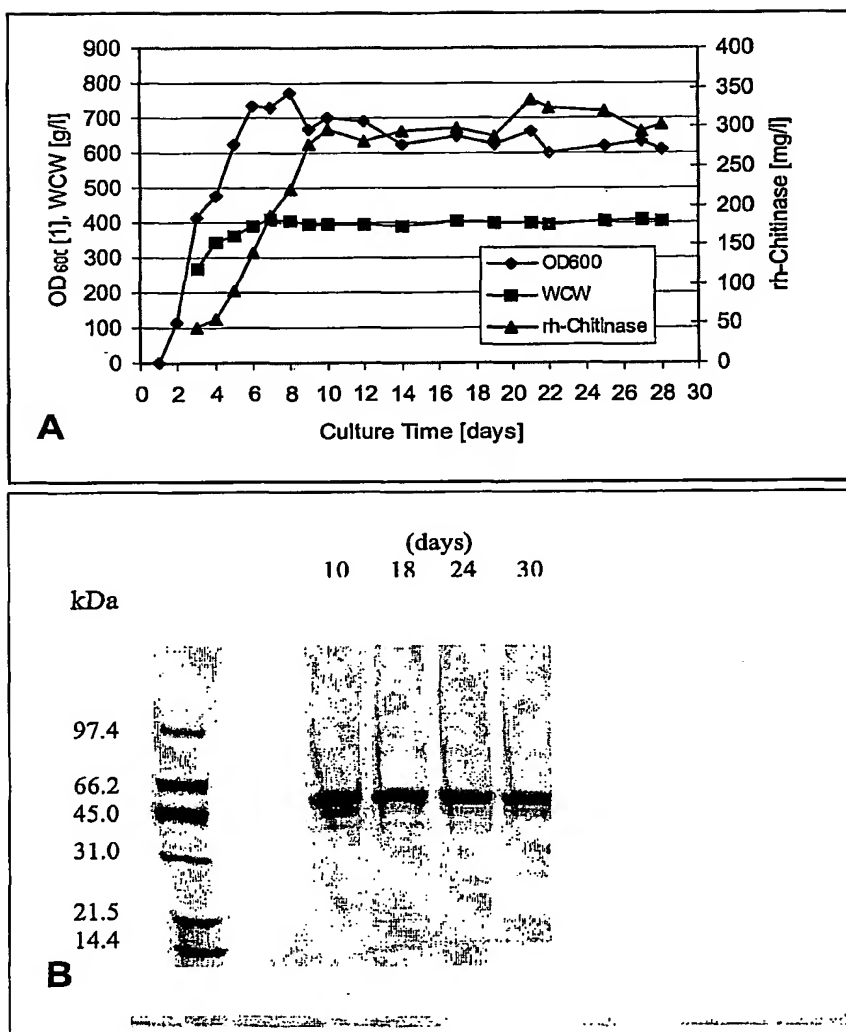 900
800
700
600
500
400
300
200
100
0
OD600 [1], WCW [g/l]
400
350
300
250
200
150
100
50
0
rh-Chitinase [mg/l]
OD600
WCW
rh-Chitinase
0 2 4 6 8 10 12 14 16 18 20 22 24 26 28 30
Culture Time [days]
A
(days)
10 18 24 30
kDa
97.4
66.2
45.0
31.0
21.5
14.4
B